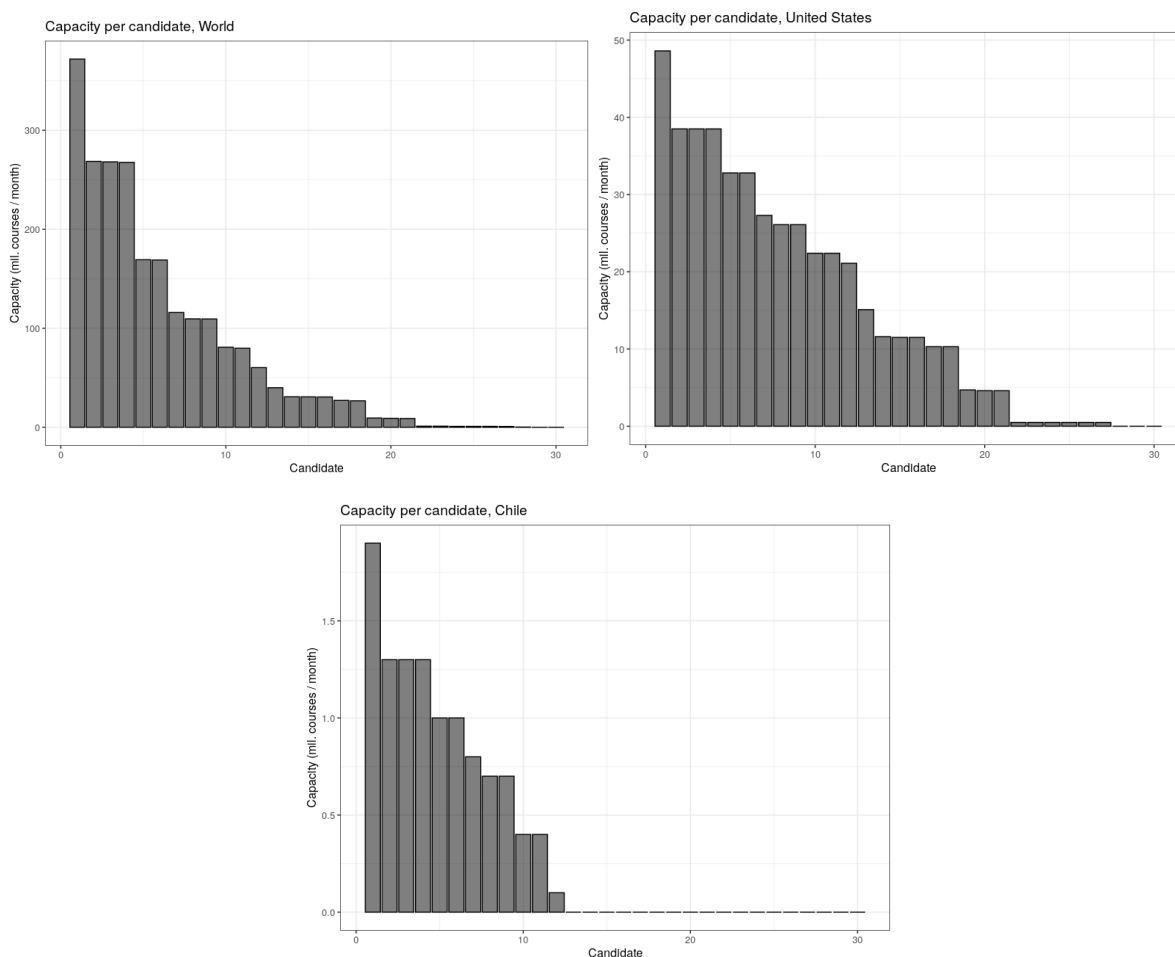 Capacity per candidate, World
Capacity (mil. courses / month)
300
200
100
0
0 10 20 30
Candidate
Capacity per candidate, United States
Capacity (mil. courses / month)
50
40
30
20
10
0
0 10 20 30
Candidate
Capacity per candidate, Chile
Capacity (mil. courses / month)
1.5
1.0
0.5
0.0
0 10 20 30
Candidate